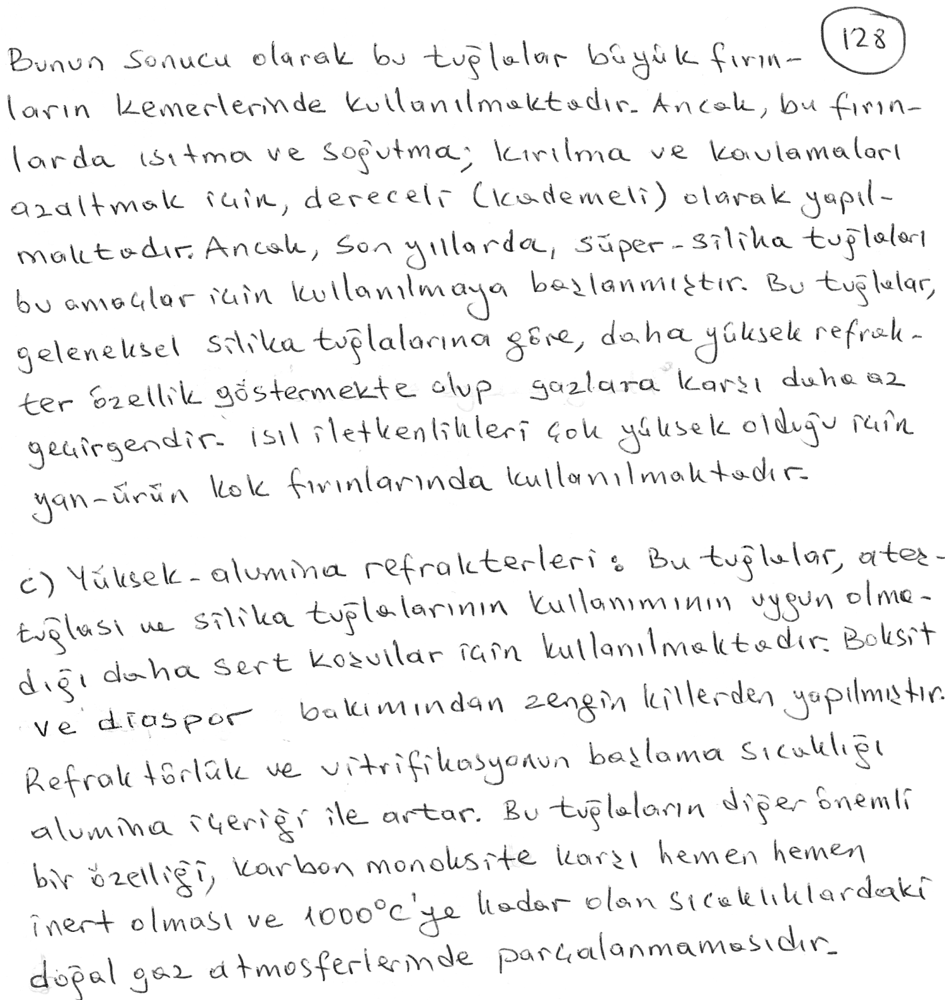 128
Bunun sonucu olarak bu tuğlalar büyük fırın-
ların kemerlerinde kullanılmaktadır. Ancak, bu fırın-
larda ısıtma ve soğutma; kırılma ve kavlamaları
azaltmak için, dereceli (kademeli) olarak yapıl-
maktadır. Ancak, son yıllarda, süper-silika tuğlaları
bu amaçlar için kullanılmaya başlanmıştır. Bu tuğlalar,
geleneksel silika tuğlalarına göre, daha yüksek refrak-
ter özellik göstermekte olup gazlara karşı daha az
geçirgendir. ısıl iletkenlikleri çok yüksek olduğu için
yan-ürün kok fırınlarında kullanılmaktadır.
c) Yüksek-alumina refrakterleri: Bu tuğlalar, ateş-
tuğlası ve silika tuğlalarının kullanımının uygun olma-
dığı daha sert koşullar için kullanılmaktadır. Boksit
ve diaspor bakımından zengin killerden yapılmıştır.
Refraktörlük ve vitrifikasyonun başlama sıcaklığı
alumina içeriği ile artar. Bu tuğlaların diğer önemli
bir özelliği, karbon monoksite karşı hemen hemen
inert olması ve 1000°C'ye kadar olan sıcaklıklardaki
doğal gaz atmosferlerinde parçalanmamasıdır.